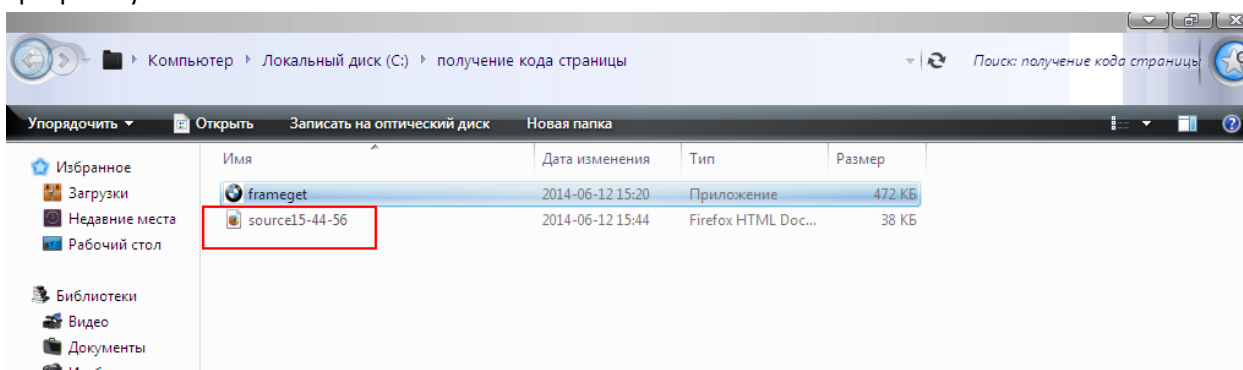 Компьютер Локальный диск (C:) получение кода страницы Поиск: получение кода страницы
Упорядочить Открыть Записать на оптический диск Новая папка
Имя Дата изменения Тип Размер
Избранное
Загрузки
Недавние места
Рабочий стол
Библиотеки
Видео
Документы
frameget 2014-06-12 15:20 Приложение 472 КБ
source15-44-56 2014-06-12 15:44 Firefox HTML Doc... 38 КБ